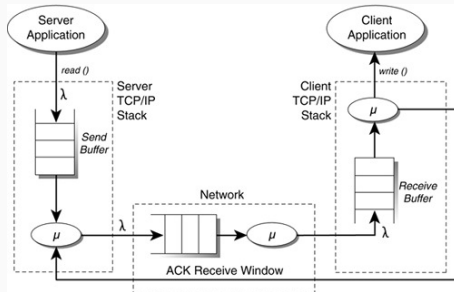 Server
Application
read ()
λ
Server
TCP/IP
Stack
Send
Buffer
μ
λ
Network
μ
ACK Receive Window
Client
Application
write ()
Client
TCP/IP
Stack
μ
Receive
Buffer
λ